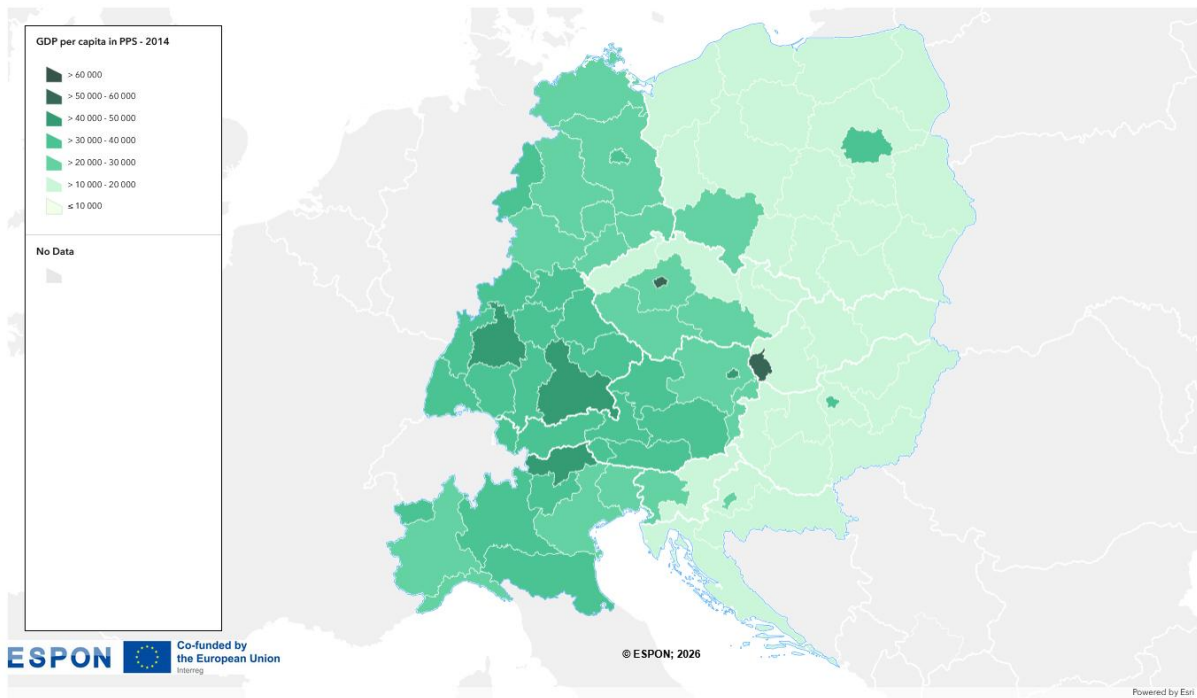 GDP per capita in PPS - 2014
> 60 000
> 50 000 - 60 000
> 40 000 - 50 000
> 30 000 - 40 000
> 20 000 - 30 000
> 10 000 - 20 000
≤ 10 000
No Data
ESPON
Co-funded by
the European Union
Interreg
© ESPON; 2026
Powered by Esri